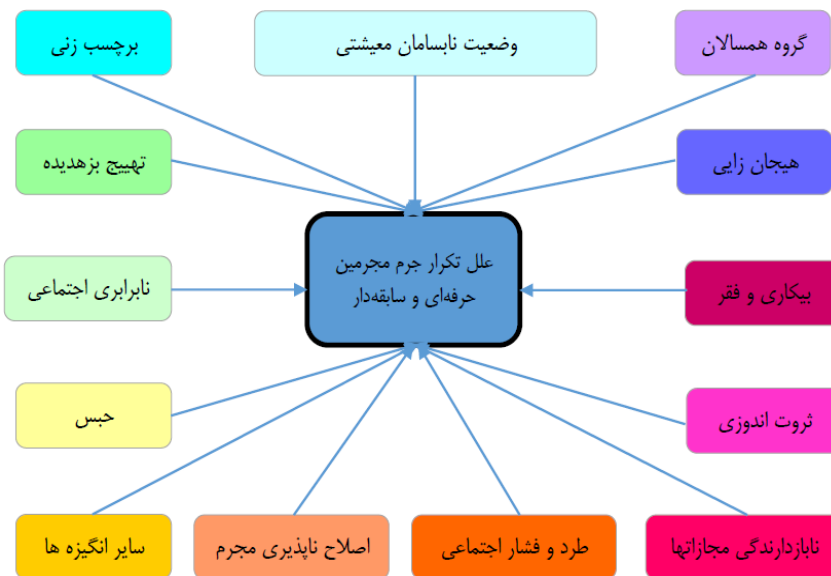 گروه همسالان
وضعیت نابسامان معیشتی
برچسب زنی
هیجان زایی
تهییج بزهدیده
علل تکرار جرم مجرمین
حرفه‌ای و سابقه‌دار
بیکاری و فقر
نابرابری اجتماعی
ثروت اندوزی
حبس
نابازدارندگی مجازاتها
طرد و فشار اجتماعی
اصلاح ناپذیری مجرم
سایر انگیزه ها